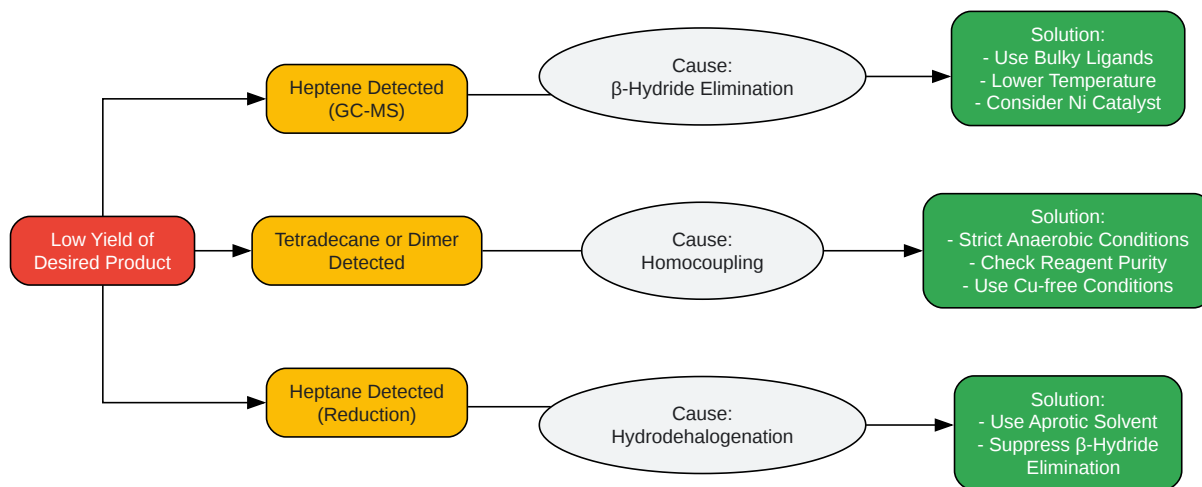 Low Yield of
Desired Product
Heptene Detected
(GC-MS)
Cause:
β-Hydride Elimination
Solution:
- Use Bulky Ligands
- Lower Temperature
- Consider Ni Catalyst
Tetradecane or Dimer
Detected
Cause:
Homocoupling
Solution:
- Strict Anaerobic Conditions
- Check Reagent Purity
- Use Cu-free Conditions
Heptane Detected
(Reduction)
Cause:
Hydrodehalogenation
Solution:
- Use Aprotic Solvent
- Suppress β-Hydride
Elimination